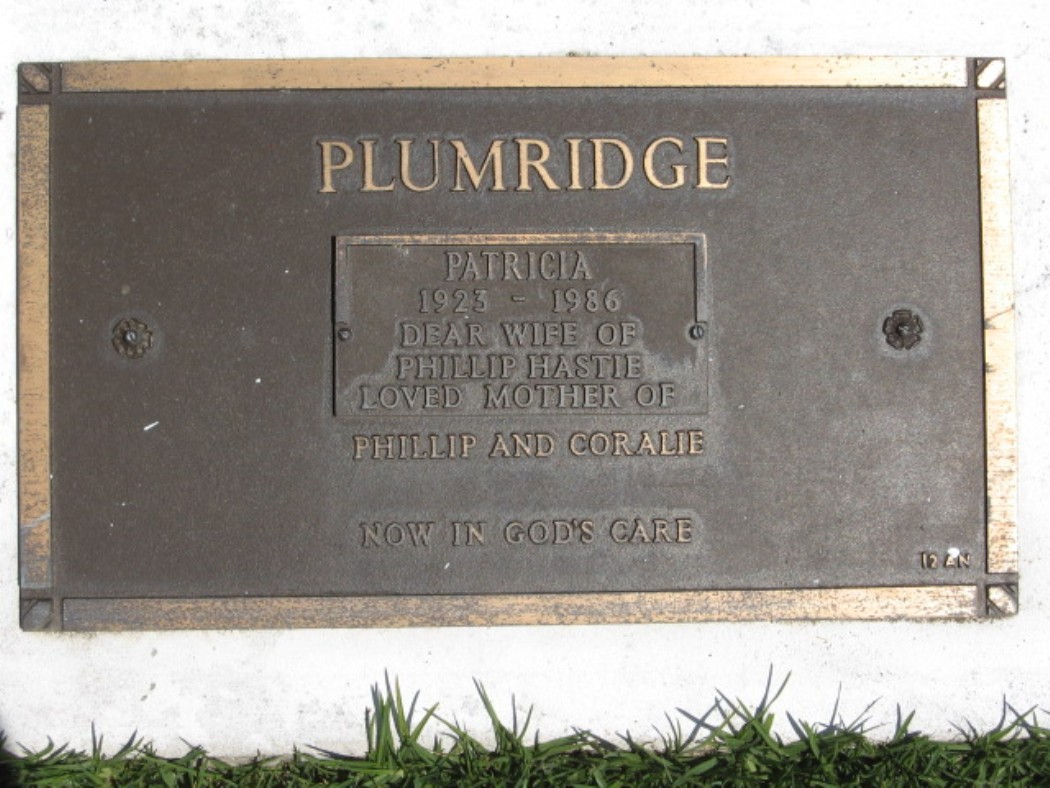 PLUMRIDGE
PATRICIA
1923 - 1986
DEAR WIFE OF
PHILLIP HASTIE
LOVED MOTHER OF
PHILLIP AND CORALIE
NOW IN GOD'S CARE
12 AN